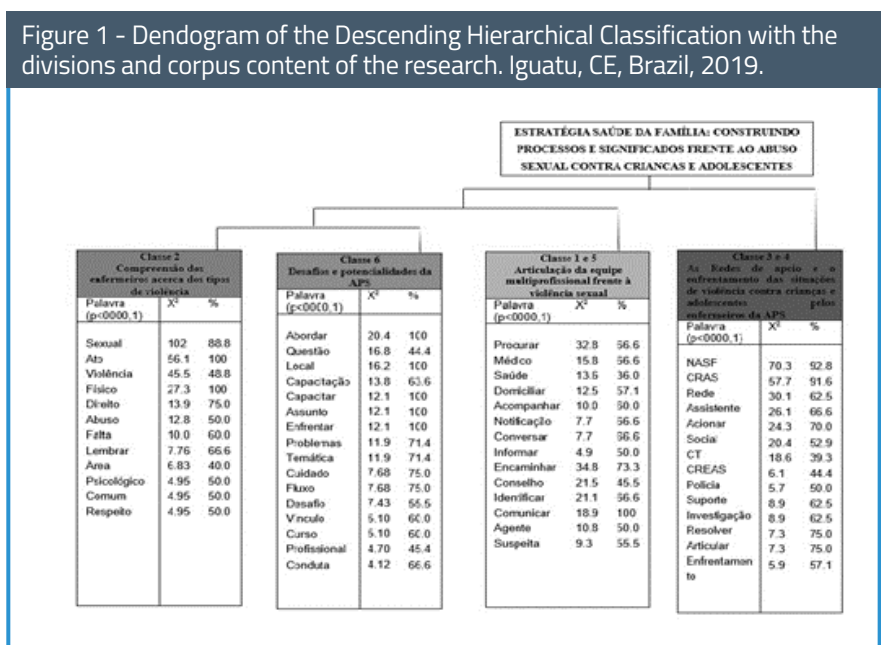 Figure 1 - Dendogram of the Descending Hierarchical Classification with the
divisions and corpus content of the research. Iguatu, CE, Brazil, 2019.
ESTRATÉGIA SAÚDE DA FAMÍLIA: CONSTRUINDO
PROCESSOS E SIGNIFICADOS FRENTE AO ABUSO
SEXUAL CONTRA CRIANCAS E ADOLESCENTES
Classe 2
Compreensão dos
enfermeiros acerca dos tipos
de violência
Palavra X² %
(p<0000,1)
Sexual 102 88.8
Ato 56.1 100
Violência 45.5 48.8
Físico 27.3 100
Direito 13.9 75.0
Abuso 12.8 50.0
Falta 10.0 60.0
Lembrar 7.76 66.6
Área 6.83 40.0
Psicológico 4.95 50.0
Comum 4.95 50.0
Respeito 4.95 50.0
Classe 6
Desafios e potencialidades da
APS
Palavra X² %
(p<0000,1)
Abordar 20.4 100
Questão 16.8 44.4
Local 16.2 100
Capacitação 13.8 63.6
Capacitar 12.1 100
Assunto 12.1 100
Enfrentar 12.1 100
Problemas 11.9 71.4
Temática 11.9 71.4
Cuidado 7.68 75.0
Fluxo 7.68 75.0
Desafio 7.43 55.5
Vínculo 5.10 60.0
Curso 5.10 60.0
Profissional 4.70 45.4
Conduta 4.12 66.6
Classe 1 e 5
Articulação da equipe
multiprofissional frente à
violência sexual
Palavra X² %
(p<0000,1)
Procurar 32.8 66.6
Médico 15.8 66.6
Saúde 13.6 36.0
Domiciliar 12.5 57.1
Acompanhar 10.0 50.0
Notificação 7.7 66.6
Conversar 7.7 66.6
Informar 4.9 50.0
Encaminhar 34.8 73.3
Conselho 21.5 45.5
Identificar 21.1 66.6
Comunicar 18.9 100
Agente 10.8 50.0
Suspeita 9.3 55.5
Classe 3 e 4
As Redes de apoio e o
enfrentamento das situações
de violência contra crianças e
adolescentes pelos
enfermeiros da APS
Palavra X² %
(p<0000,1)
NASF 70.3 92.8
CRAS 57.7 91.6
Rede 30.1 62.5
Assistente 26.1 66.6
Acionar 24.3 70.0
Social 20.4 52.9
CT 18.6 39.3
CREAS 6.1 44.4
Polícia 5.7 50.0
Suporte 8.9 62.5
Investigação 8.9 62.5
Resolver 7.3 75.0
Articular 7.3 75.0
Enfrentamen 5.9 57.1
to